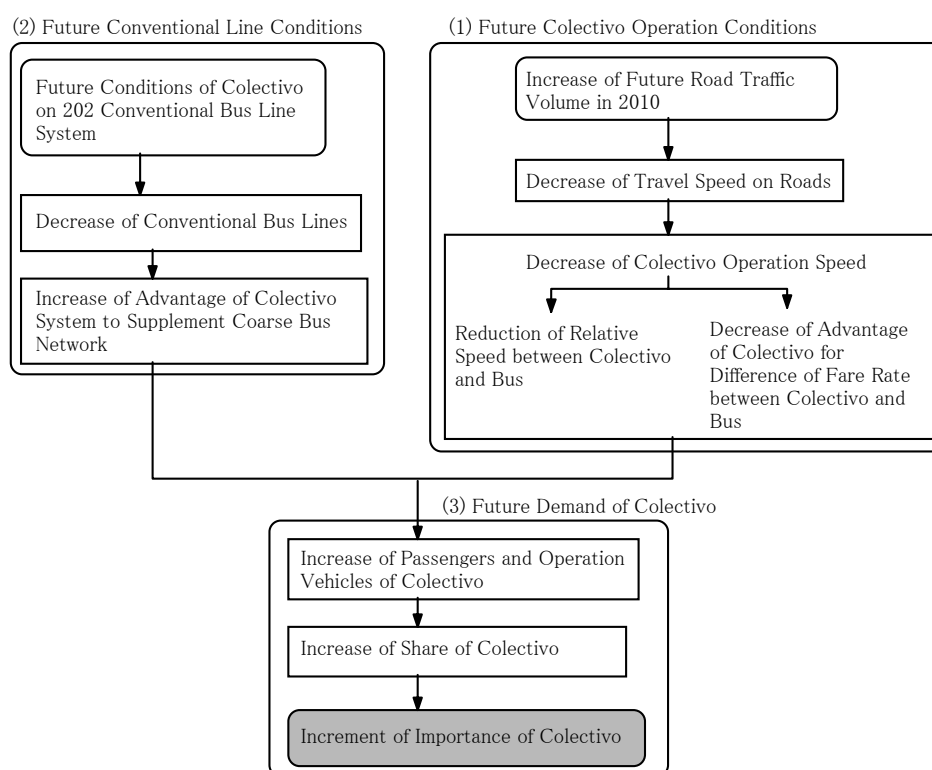 (2) Future Conventional Line Conditions
Future Conditions of Colectivo
on 202 Conventional Bus Line
System
Decrease of Conventional Bus Lines
Increase of Advantage of Colectivo
System to Supplement Coarse Bus
Network
(1) Future Colectivo Operation Conditions
Increase of Future Road Traffic
Volume in 2010
Decrease of Travel Speed on Roads
Decrease of Colectivo Operation Speed
Reduction of Relative
Speed between Colectivo
and Bus
Decrease of Advantage
of Colectivo for
Difference of Fare Rate
between Colectivo and
Bus
(3) Future Demand of Colectivo
Increase of Passengers and Operation
Vehicles of Colectivo
Increase of Share of Colectivo
Increment of Importance of Colectivo